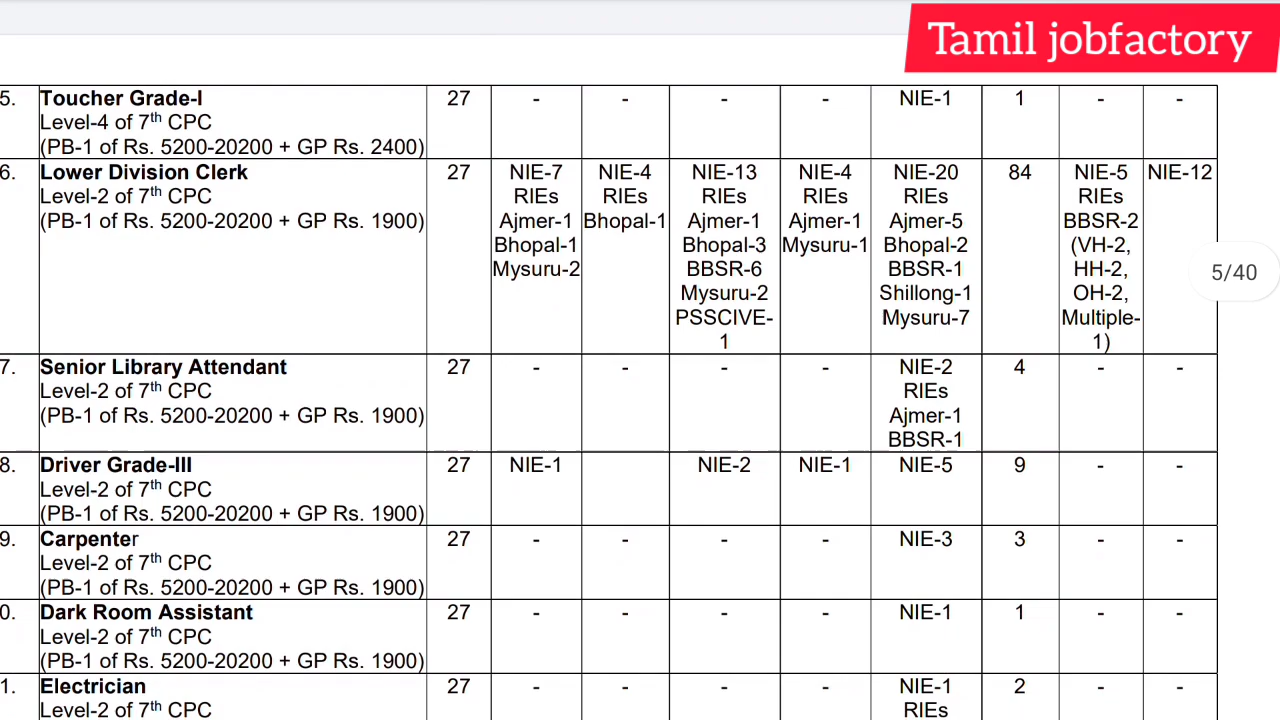 Tamil jobfactory
5. Toucher Grade-I 27 - - - - NIE-1 1 - -
Level-4 of 7th CPC
(PB-1 of Rs. 5200-20200 + GP Rs. 2400)
6. Lower Division Clerk 27 NIE-7 NIE-4 NIE-13 NIE-4 NIE-20 84 NIE-5 NIE-12
Level-2 of 7th CPC RIEs RIEs RIEs RIEs RIEs RIEs
(PB-1 of Rs. 5200-20200 + GP Rs. 1900) Ajmer-1 Bhopal-1 Ajmer-1 Ajmer-1 Ajmer-5 BBSR-2
Bhopal-1 Bhopal-3 Mysuru-1 Bhopal-2 (VH-2,
Mysuru-2 BBSR-6 BBSR-1 HH-2, 5/40
Mysuru-2 Shillong-1 OH-2,
PSSCIVE- Mysuru-7 Multiple-
1 1)
7. Senior Library Attendant 27 - - - - NIE-2 4 - -
Level-2 of 7th CPC RIEs
(PB-1 of Rs. 5200-20200 + GP Rs. 1900) Ajmer-1
BBSR-1
8. Driver Grade-III 27 NIE-1 NIE-2 NIE-1 NIE-5 9 - -
Level-2 of 7th CPC
(PB-1 of Rs. 5200-20200 + GP Rs. 1900)
9. Carpenter 27 - - - - NIE-3 3 - -
Level-2 of 7th CPC
(PB-1 of Rs. 5200-20200 + GP Rs. 1900)
0. Dark Room Assistant 27 - - - - NIE-1 1 - -
Level-2 of 7th CPC
(PB-1 of Rs. 5200-20200 + GP Rs. 1900)
1. Electrician 27 - - - - NIE-1 2 - -
Level-2 of 7th CPC RIEs